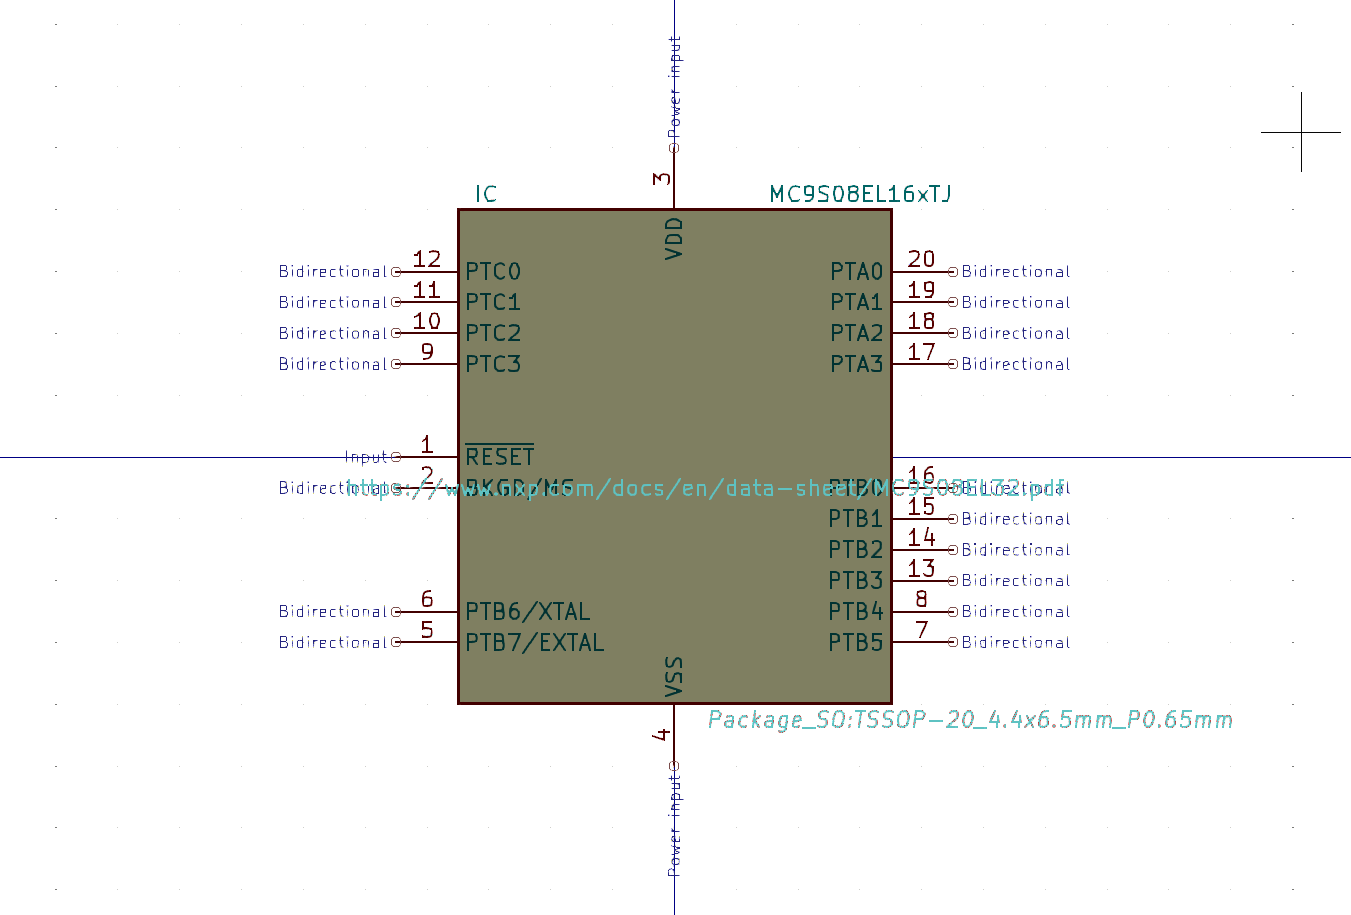 Power input
3
IC MC9S08EL16xTJ
VDD
Bidirectional 12 PTC0 PTA0 20 Bidirectional
Bidirectional 11 PTC1 PTA1 19 Bidirectional
Bidirectional 10 PTC2 PTA2 18 Bidirectional
Bidirectional 9 PTC3 PTA3 17 Bidirectional
Input 1 RESET
Bidirectional 2 BKGD/MS PTB0 16 Bidirectional
https://www.nxp.com/docs/en/data-sheet/MC9S08EL32.pdf
PTB1 15 Bidirectional
PTB2 14 Bidirectional
PTB3 13 Bidirectional
Bidirectional 6 PTB6/XTAL PTB4 8 Bidirectional
Bidirectional 5 PTB7/EXTAL PTB5 7 Bidirectional
VSS
Package_SO:TSSOP-20_4.4x6.5mm_P0.65mm
4
Power input